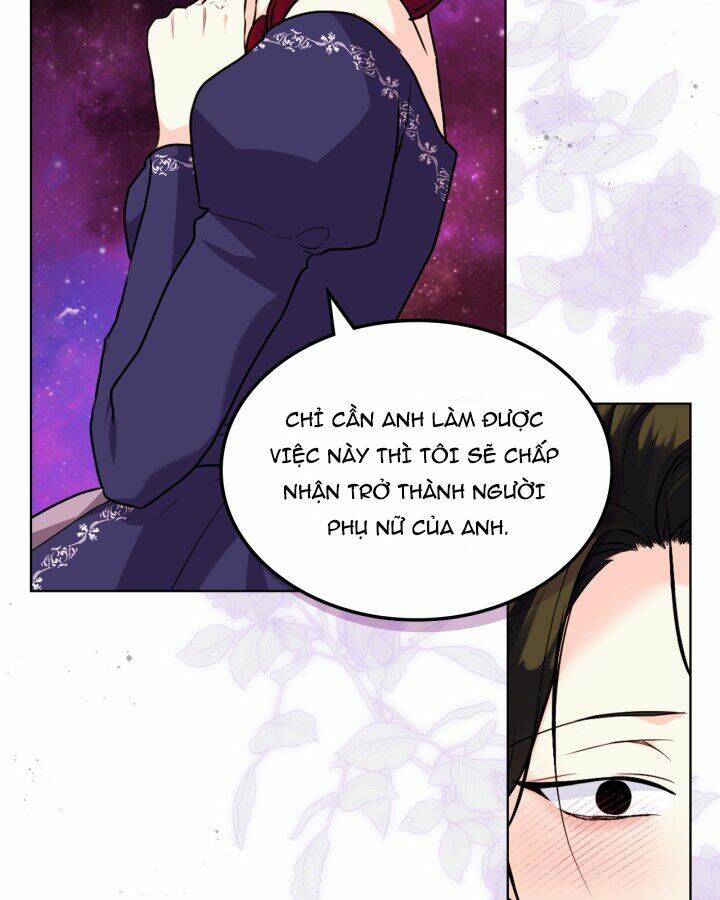 CHỈ CẦN ANH LÀM ĐƯỢC
VIỆC NÀY THÌ TÔI SẼ CHẤP
NHẬN TRỞ THÀNH NGƯỜI
PHỤ NỮ CỦA ANH.